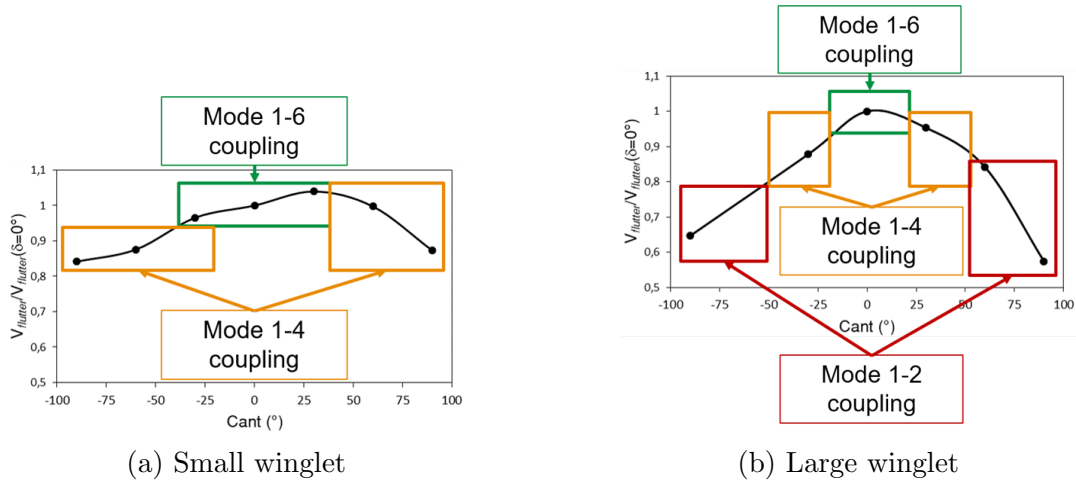 Mode 1-6
coupling
1,1
1
0,9
0,8
0,7
0,6
0,5
V_flutter/V_flutter(δ=0°)
-100 -75 -50 -25 0 25 50 75 100
Cant (°)
Mode 1-4
coupling
(a) Small winglet
Mode 1-6
coupling
1,1
1
0,9
0,8
0,7
0,6
0,5
V_flutter/V_flutter(δ=0°)
-100 -75 -50 -25 0 25 50 75 100
Cant (°)
Mode 1-4
coupling
Mode 1-2
coupling
(b) Large winglet